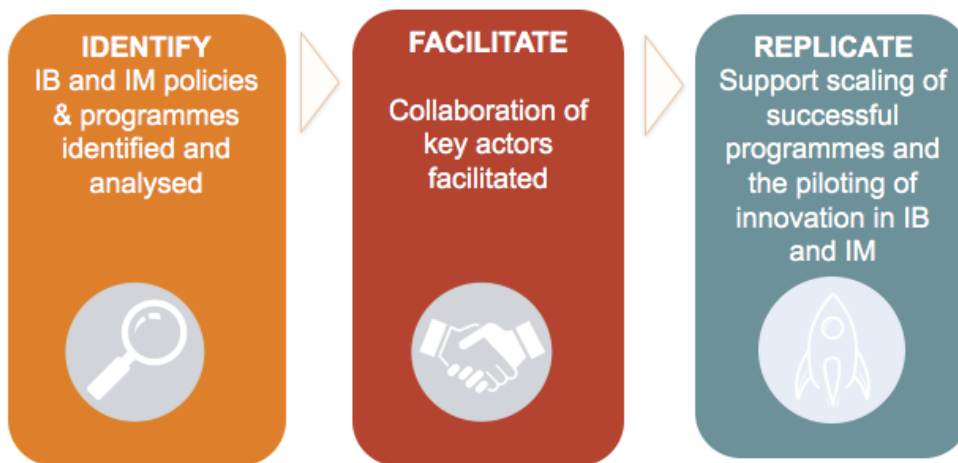 IDENTIFY
IB and IM policies
& programmes
identified and
analysed
FACILITATE
Collaboration of
key actors
facilitated
REPLICATE
Support scaling of
successful
programmes and
the piloting of
innovation in IB
and IM